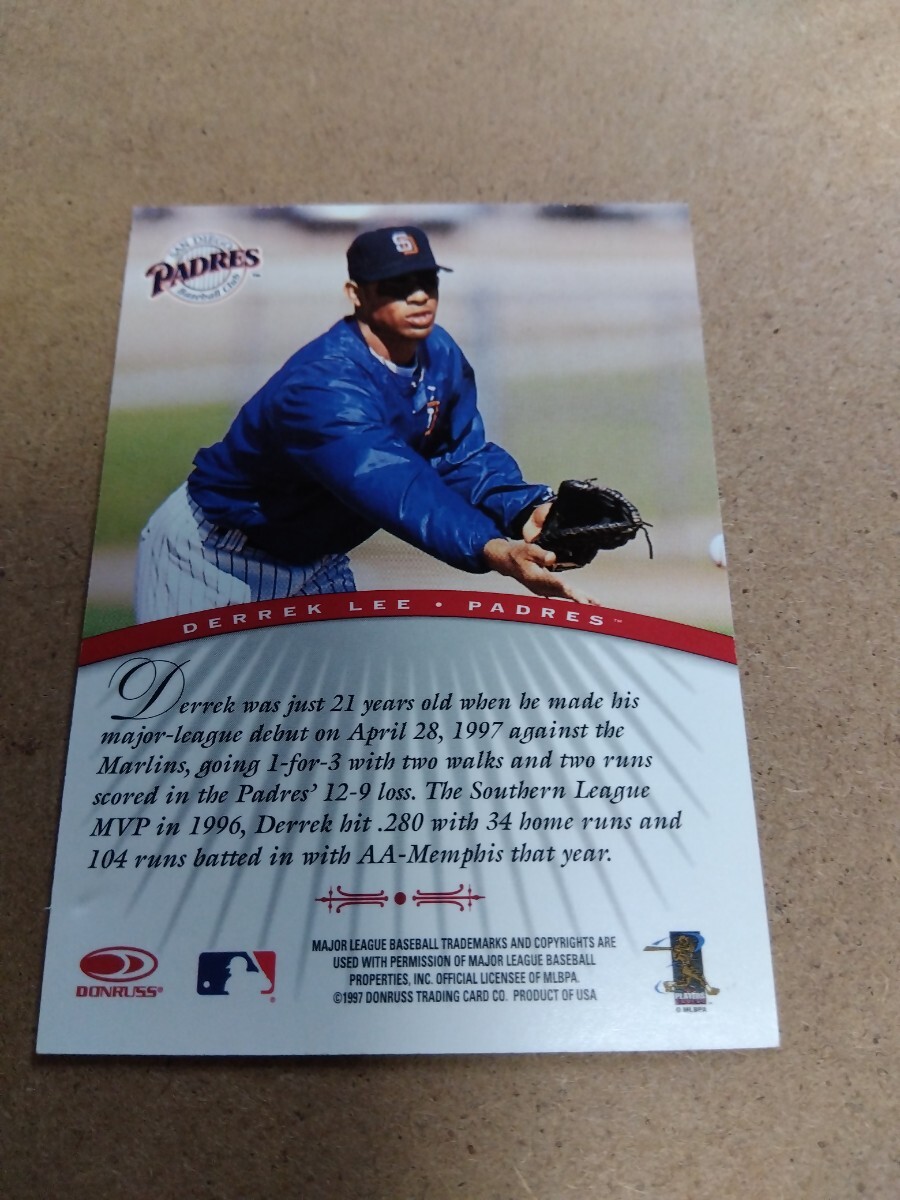 SAN DIEGO
PADRES
Baseball Club
SD
DERREK LEE • PADRES™
Derrek was just 21 years old when he made his
major-league debut on April 28, 1997 against the
Marlins, going 1-for-3 with two walks and two runs
scored in the Padres' 12-9 loss. The Southern League
MVP in 1996, Derrek hit .280 with 34 home runs and
104 runs batted in with AA-Memphis that year.
MAJOR LEAGUE BASEBALL TRADEMARKS AND COPYRIGHTS ARE
USED WITH PERMISSION OF MAJOR LEAGUE BASEBALL
PROPERTIES, INC. OFFICIAL LICENSEE OF MLBPA.
©1997 DONRUSS TRADING CARD CO. PRODUCT OF USA
DONRUSS®
PLAYERS
© MLBPA